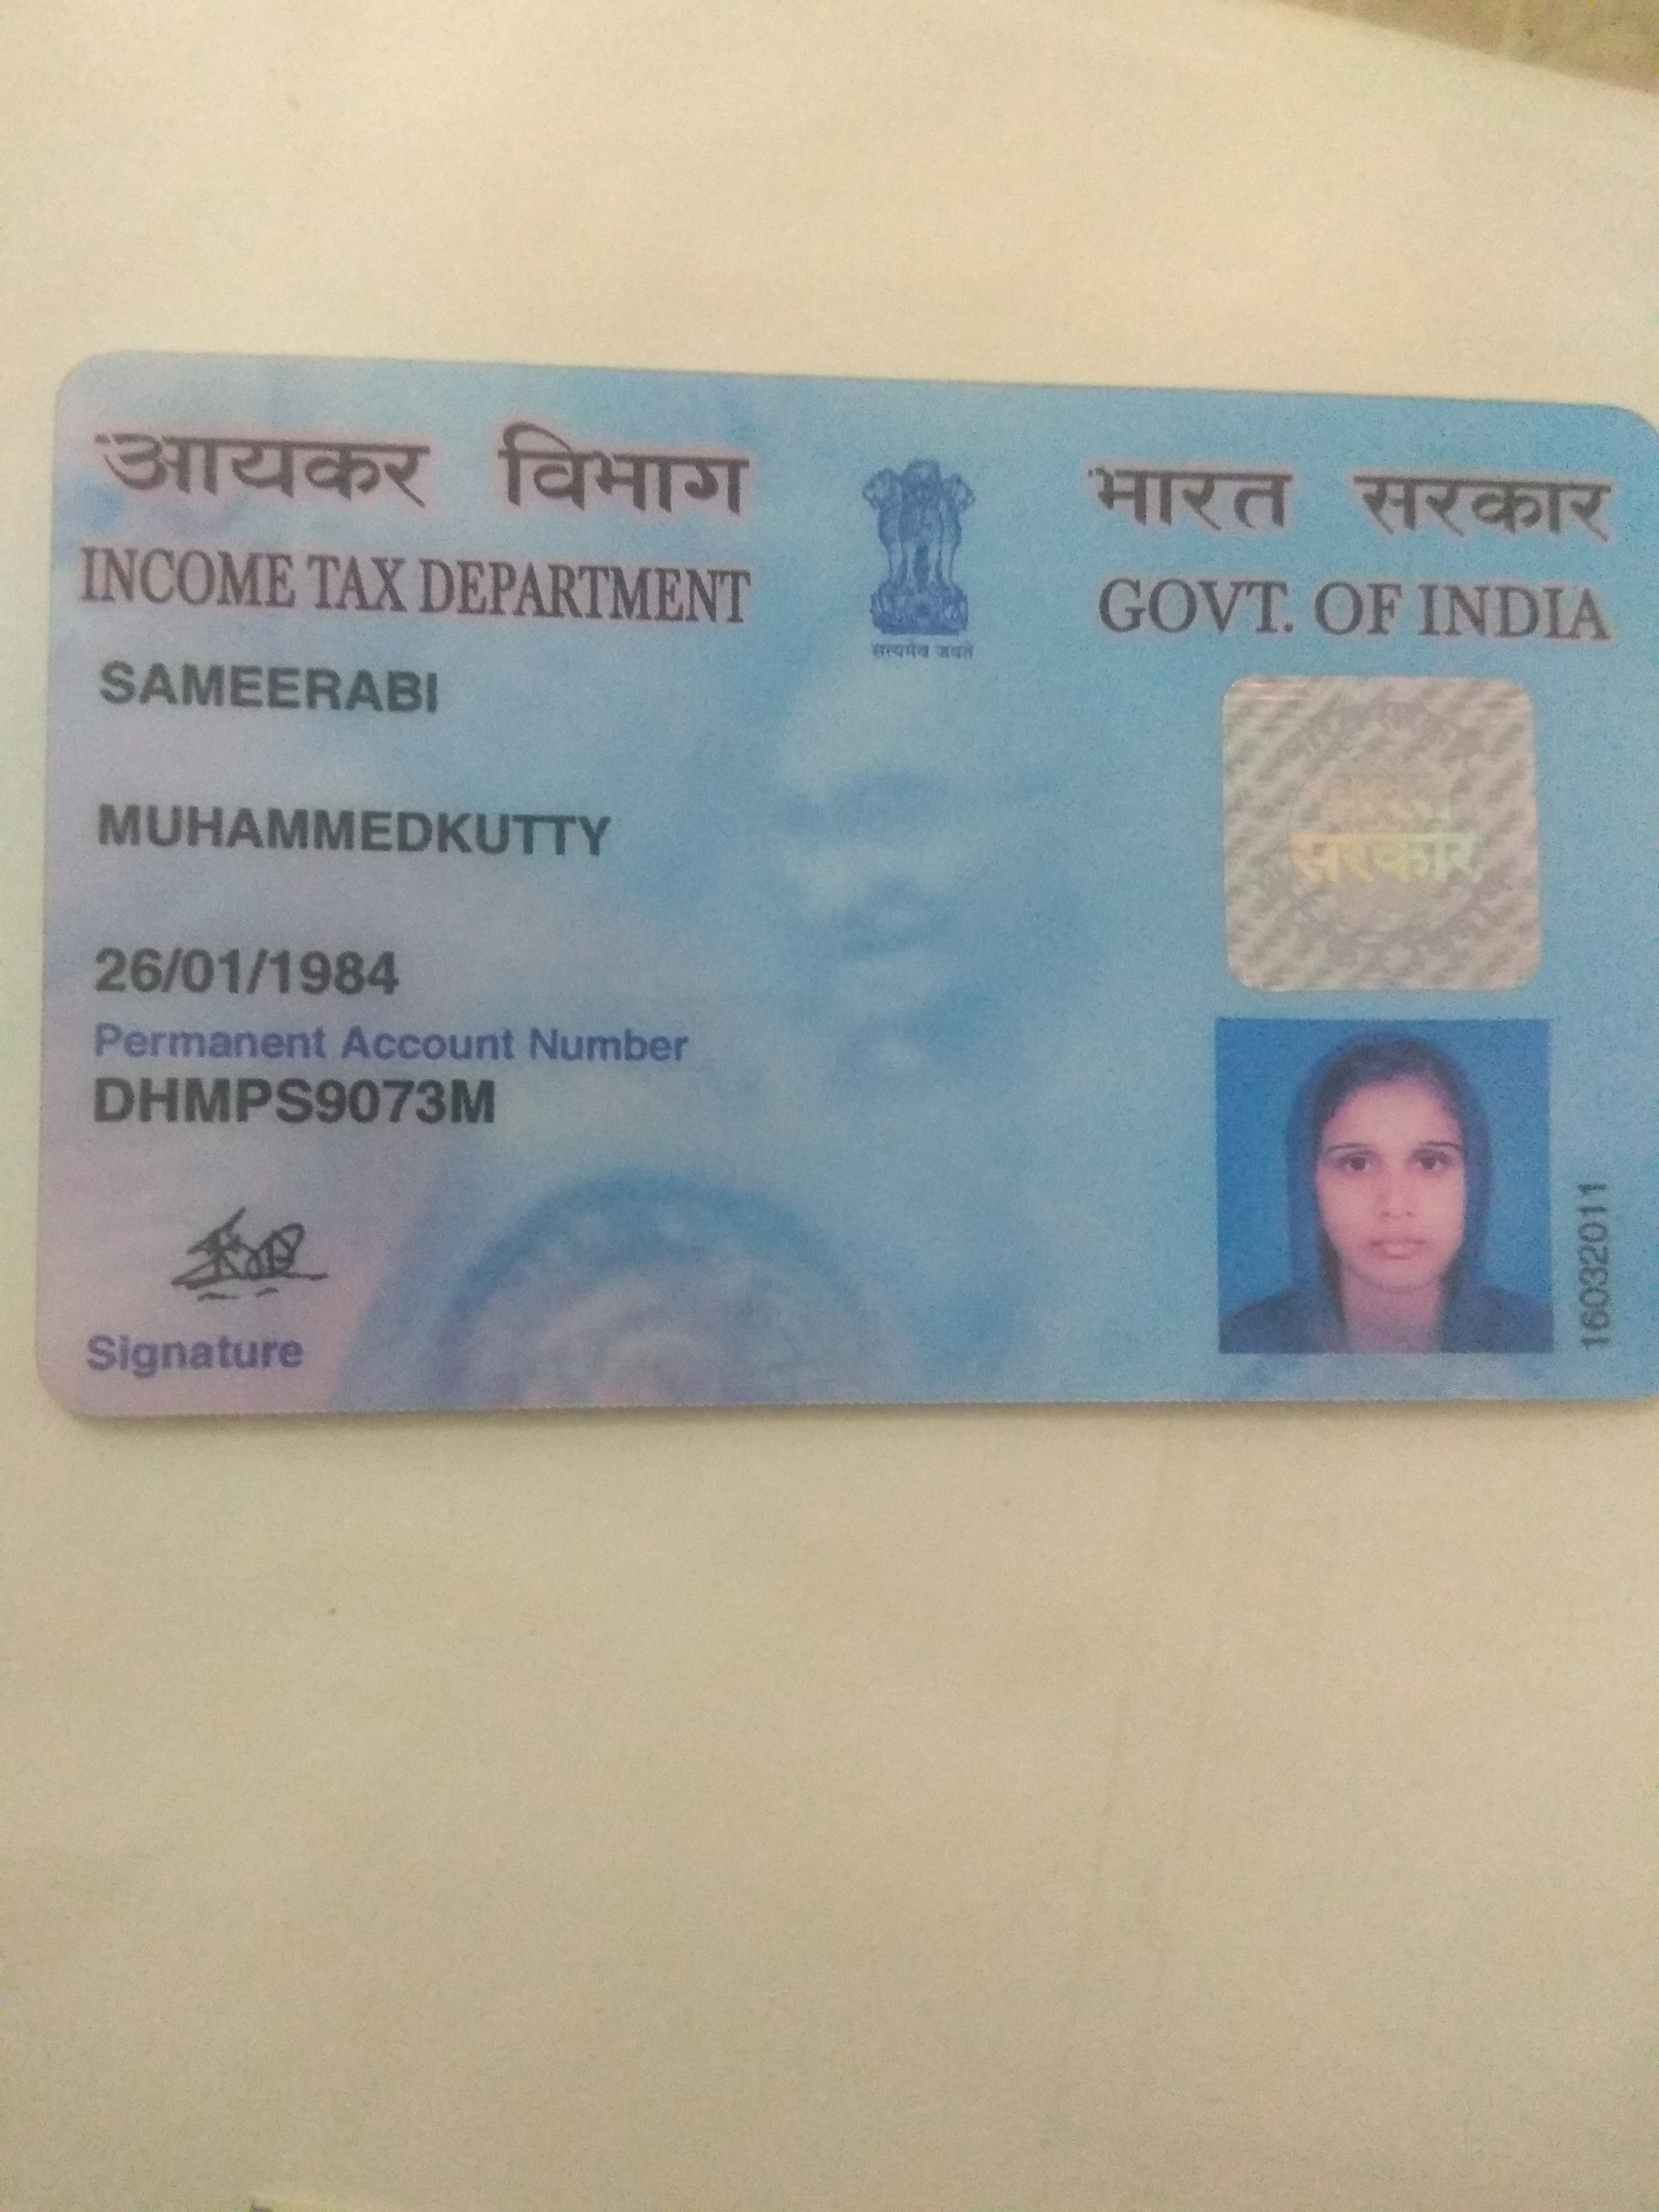 आयकर विभाग
INCOME TAX DEPARTMENT
सत्यमेव जयते
भारत सरकार
GOVT. OF INDIA
SAMEERABI
MUHAMMEDKUTTY
26/01/1984
Permanent Account Number
DHMPS9073M
Signature
सरकार
16032011